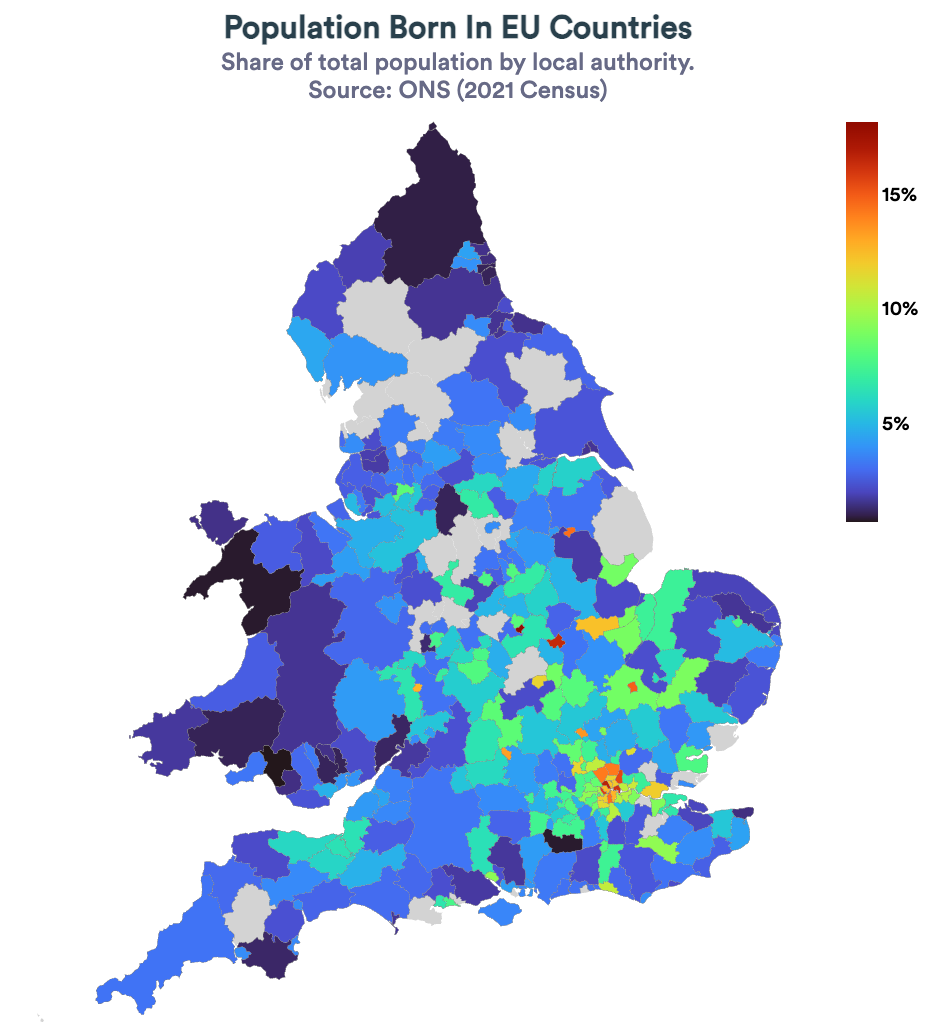 Population Born In EU Countries
Share of total population by local authority.
Source: ONS (2021 Census)
15%
10%
5%